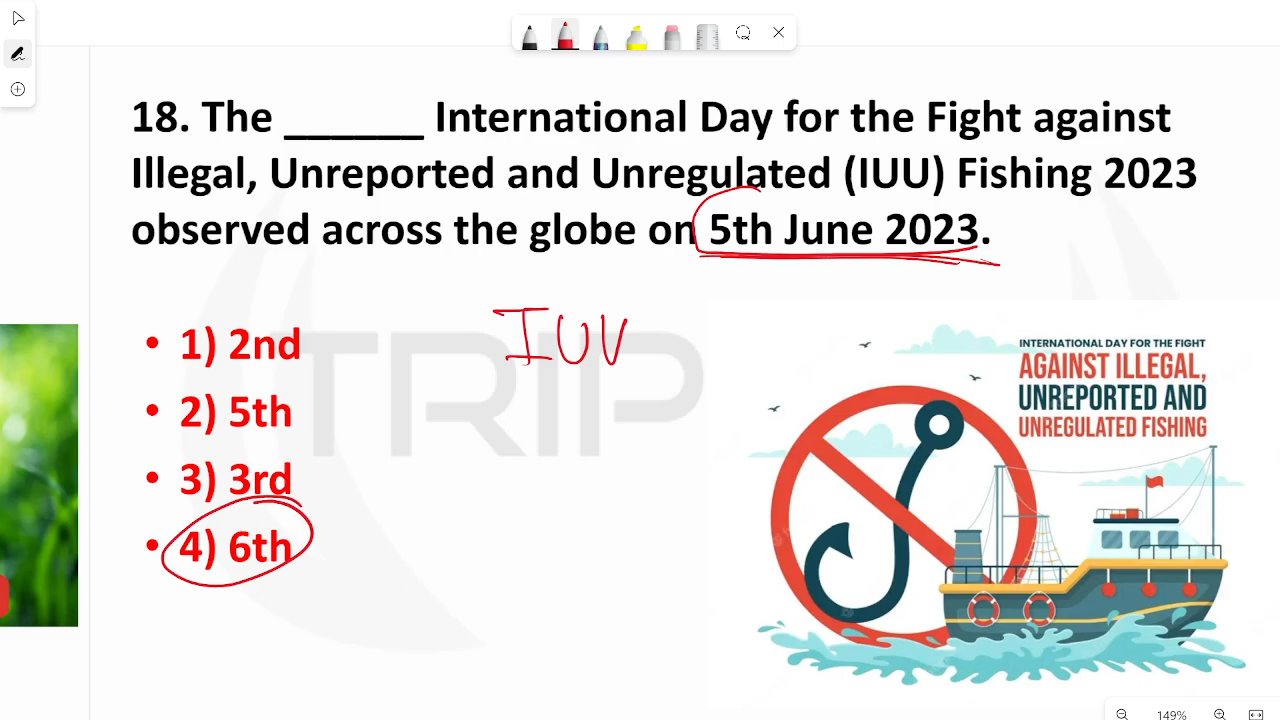 18. The ______ International Day for the Fight against
Illegal, Unreported and Unregulated (IUU) Fishing 2023
observed across the globe on 5th June 2023.
• 1) 2nd
• 2) 5th
• 3) 3rd
• 4) 6th
IUU
TRIP
INTERNATIONAL DAY FOR THE FIGHT
AGAINST ILLEGAL,
UNREPORTED AND
UNREGULATED FISHING
149%